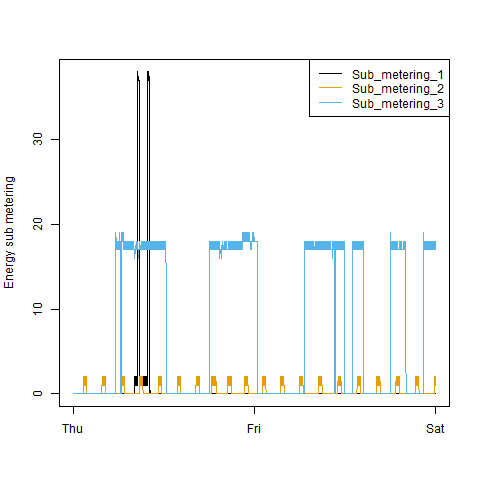 Sub_metering_1
Sub_metering_2
Sub_metering_3
Energy sub metering
30
20
10
0
Thu
Fri
Sat